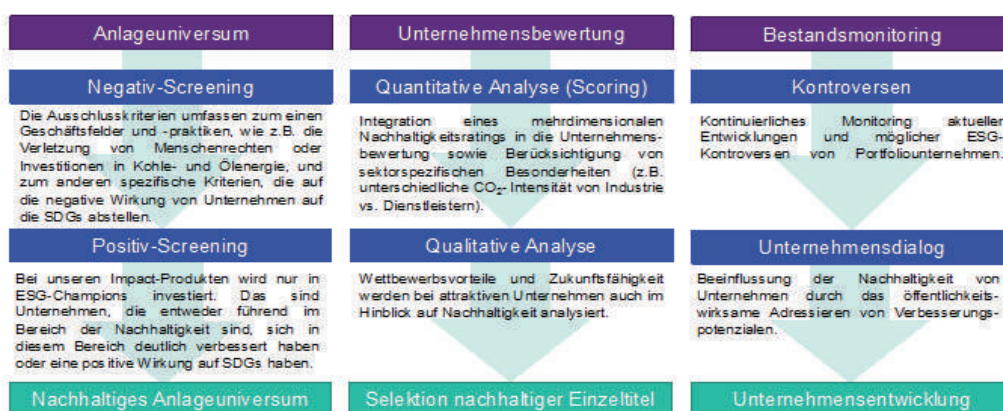 Anlageuniversum
Negativ-Screening
Die Ausschlusskriterien umfassen zum einen
Geschäftsfelder und -praktiken, wie z.B. die
Verletzung von Menschenrechten oder
Investitionen in Kohle- und Ölenergie, und
zum anderen spezifische Kriterien, die auf
die negative Wirkung von Unternehmen auf
die SDGs abstellen.
Positiv-Screening
Bei unseren Impact-Produkten wird nur in
ESG-Champions investiert. Das sind
Unternehmen, die entweder führend im
Bereich der Nachhaltigkeit sind, sich in
diesem Bereich deutlich verbessert haben
oder eine positive Wirkung auf SDGs haben.
Nachhaltiges Anlageuniversum
Unternehmensbewertung
Quantitative Analyse (Scoring)
Integration eines mehrdimensionalen
Nachhaltigkeitsratings in die Unternehmens-
bewertung sowie Berücksichtigung von
sektorspezifischen Besonderheiten (z.B.
unterschiedliche CO₂-Intensität von Industrie
vs. Dienstleistern).
Qualitative Analyse
Wettbewerbsvorteile und Zukunftsfähigkeit
werden bei attraktiven Unternehmen auch im
Hinblick auf Nachhaltigkeit analysiert.
Selektion nachhaltiger Einzeltitel
Bestandsmonitoring
Kontroversen
Kontinuierliches Monitoring aktueller
Entwicklungen und möglicher ESG-
Kontroversen von Portfoliounternehmen.
Unternehmensdialog
Beeinflussung der Nachhaltigkeit von
Unternehmen durch das öffentlichkeits-
wirksame Adressieren von Verbesserungs-
potenzialen.
Unternehmensentwicklung